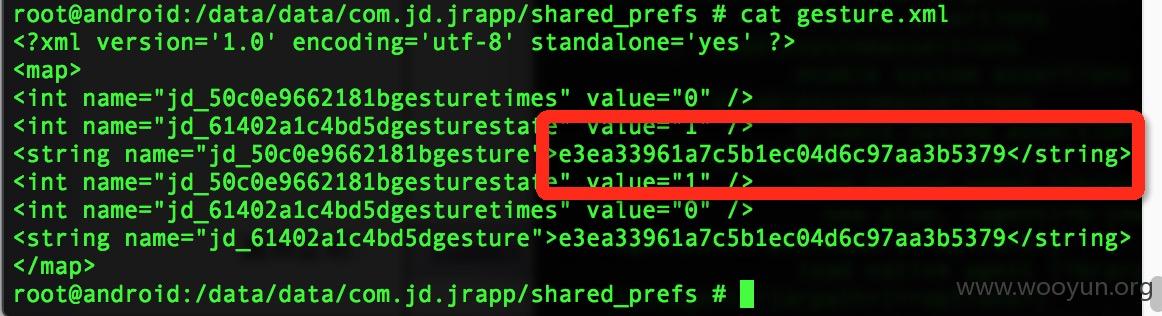 root@android:/data/data/com.jd.jrapp/shared_prefs # cat gesture.xml
<?xml version='1.0' encoding='utf-8' standalone='yes' ?>
<map>
<int name="jd_50c0e9662181bgesturetimes" value="0" />
<int name="jd_61402a1c4bd5dgesturestate" value="1" />
<string name="jd_50c0e9662181bgesture">e3ea33961a7c5b1ec04d6c97aa3b5379</string>
<int name="jd_50c0e9662181bgesturestate" value="1" />
<int name="jd_61402a1c4bd5dgesturetimes" value="0" />
<string name="jd_61402a1c4bd5dgesture">e3ea33961a7c5b1ec04d6c97aa3b5379</string>
</map>
root@android:/data/data/com.jd.jrapp/shared_prefs #
www.wooyun.org